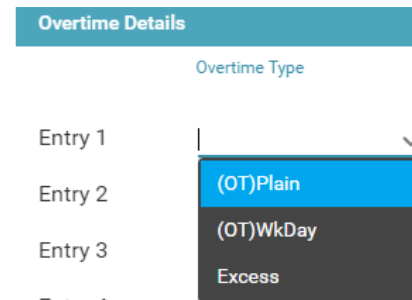 Overtime Details
Overtime Type
Entry 1
(OT)Plain
Entry 2
(OT)WkDay
Entry 3
Excess